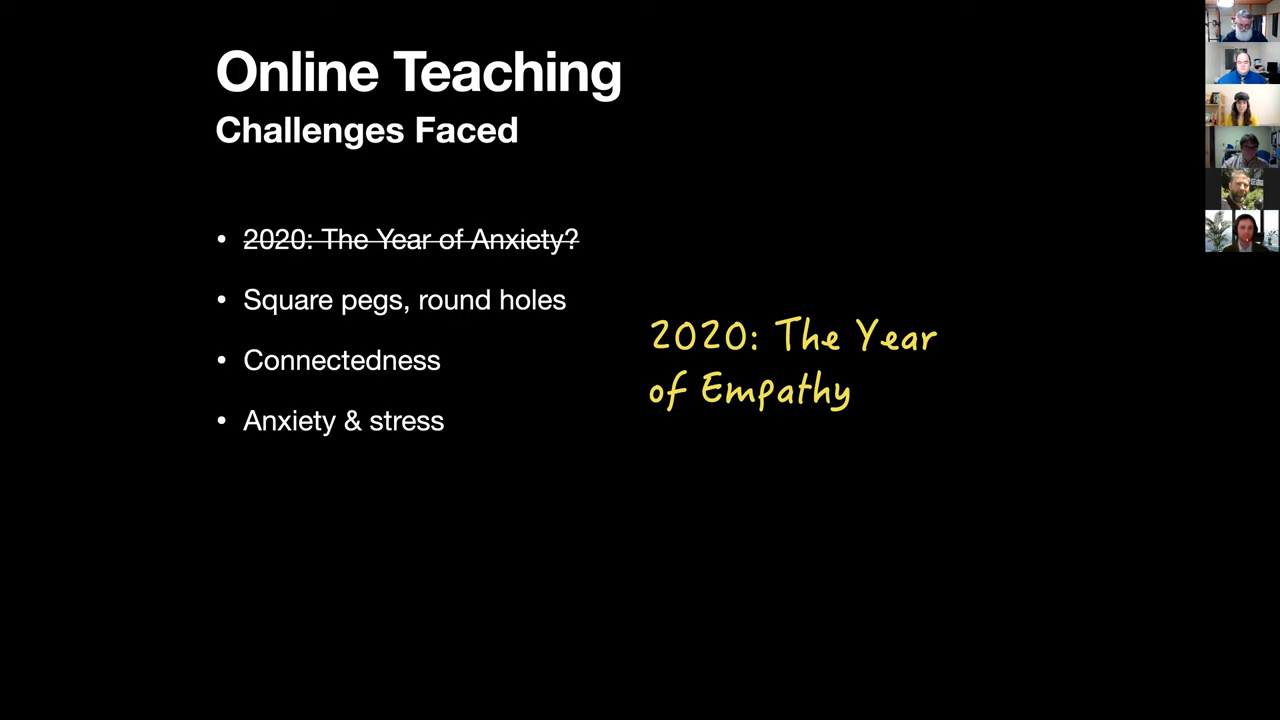 Online Teaching
Challenges Faced
• 2020: The Year of Anxiety?
• Square pegs, round holes
• Connectedness
• Anxiety & stress
2020: The Year
of Empathy